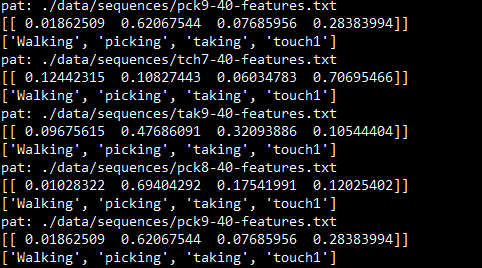 pat: ./data/sequences/pck9-40-features.txt
[[ 0.01862509  0.62067544  0.07685956  0.28383994]]
['Walking', 'picking', 'taking', 'touch1']
pat: ./data/sequences/tch7-40-features.txt
[[ 0.12442315  0.10827443  0.06034783  0.70695466]]
['Walking', 'picking', 'taking', 'touch1']
pat: ./data/sequences/tak9-40-features.txt
[[ 0.09675615  0.47686091  0.32093886  0.10544404]]
['Walking', 'picking', 'taking', 'touch1']
pat: ./data/sequences/pck8-40-features.txt
[[ 0.01028322  0.69404292  0.17541991  0.12025402]]
['Walking', 'picking', 'taking', 'touch1']
pat: ./data/sequences/pck9-40-features.txt
[[ 0.01862509  0.62067544  0.07685956  0.28383994]]
['Walking', 'picking', 'taking', 'touch1']